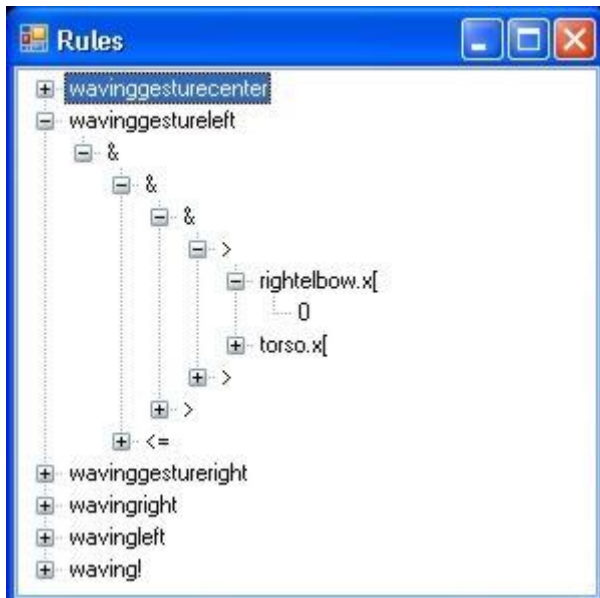 Rules
wavinggesturecenter
wavinggestureleft
&
&
&
>
rightelbow.x[
0
torso.x[
>
>
<=
wavinggestureright
wavingright
wavingleft
waving!